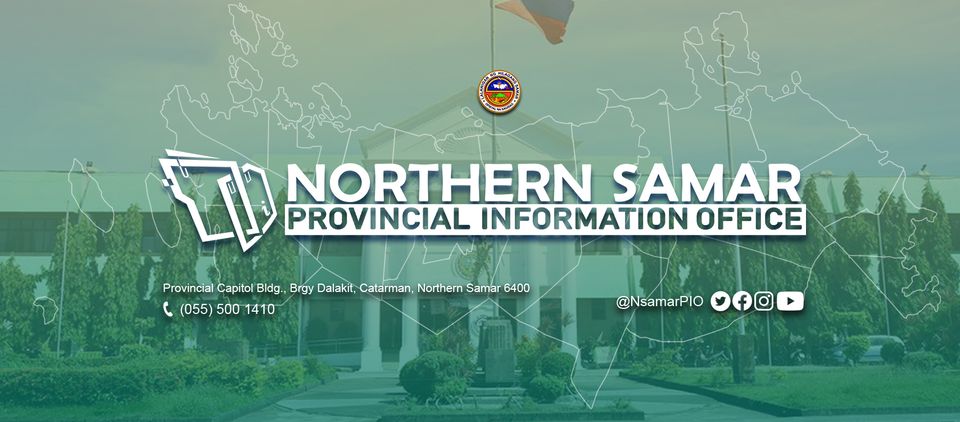 NORTHERN SAMAR
PROVINCIAL INFORMATION OFFICE
Provincial Capitol Bldg., Brgy Dalakit, Catarman, Northern Samar 6400
(055) 500 1410
@NsamarPIO